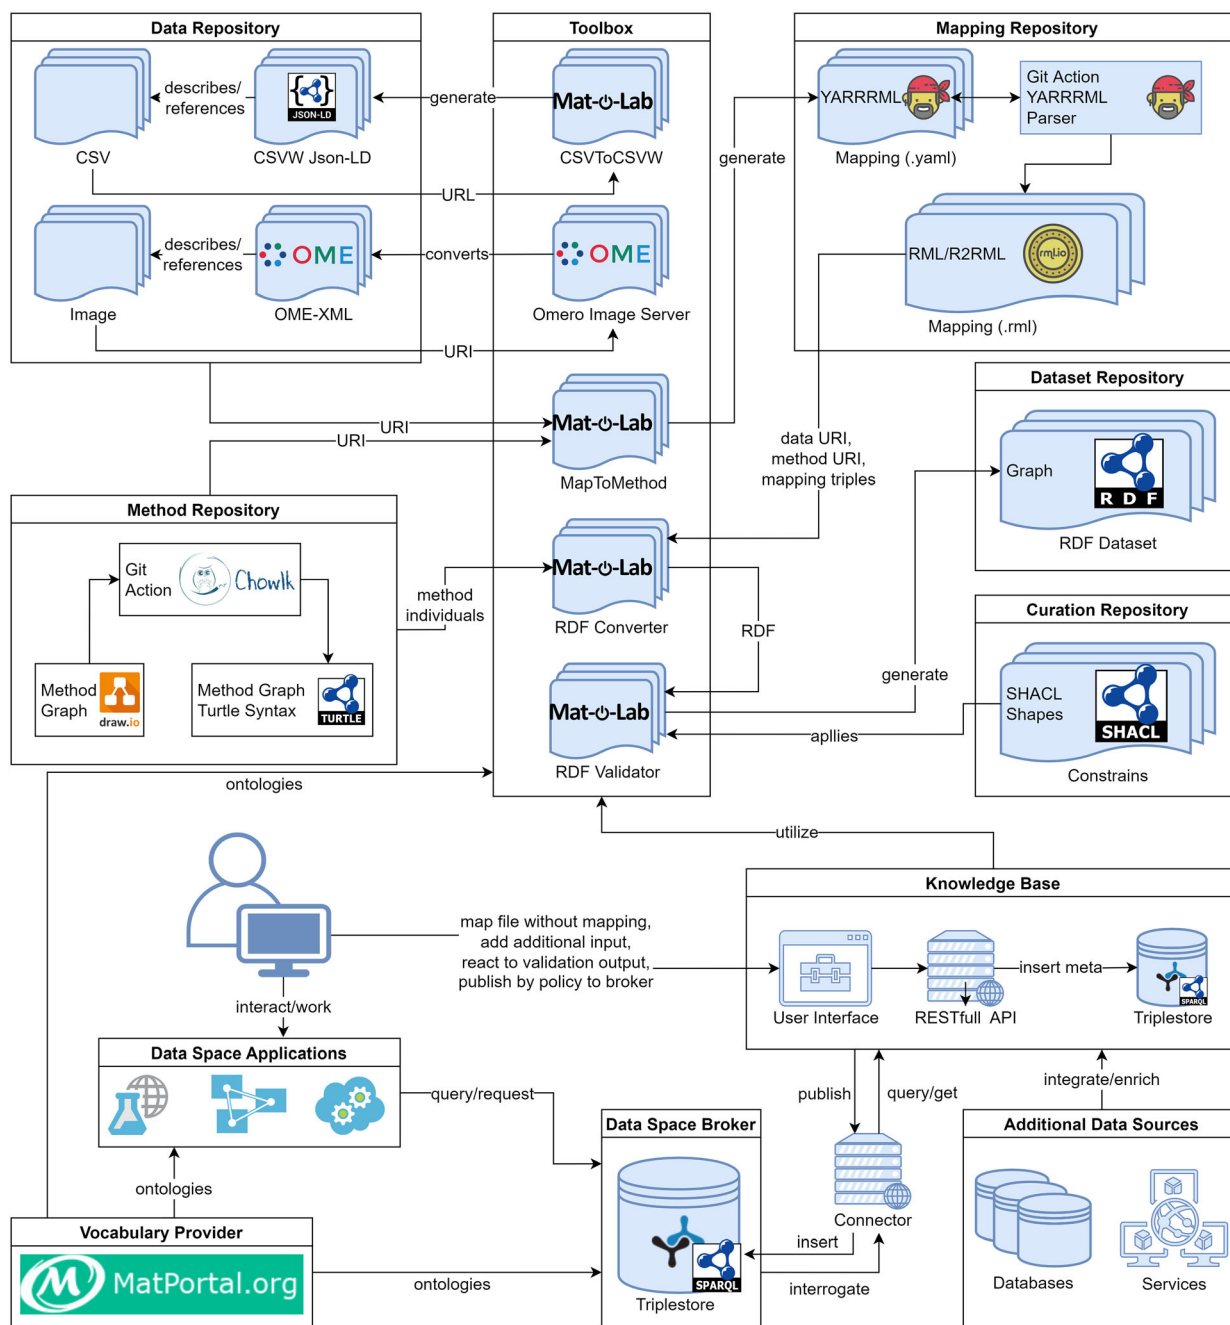 Data Repository
Toolbox
Mapping Repository
describes/
references
JSON-LD
generate
Mat-o-Lab
CSV
CSVW Json-LD
CSVToCSVW
URL
generate
YARRRML
Mapping (.yaml)
Git Action
YARRRML
Parser
RML/R2RML
rml.io
Mapping (.rml)
describes/
references
OME
converts
OME
Image
OME-XML
Omero Image Server
URI
URI
URI
Mat-o-Lab
MapToMethod
data URI,
method URI,
mapping triples
Dataset Repository
Graph
RDF
RDF Dataset
Method Repository
Git
Action
Chowlk
Method
Graph
draw.io
Method Graph
Turtle Syntax
TURTLE
method
individuals
Mat-o-Lab
RDF Converter
RDF
Mat-o-Lab
RDF Validator
generate
apllies
Curation Repository
SHACL
Shapes
SHACL
Constrains
ontologies
utilize
map file without mapping,
add additional input,
react to validation output,
publish by policy to broker
interact/work
Knowledge Base
User Interface
RESTfull API
insert meta
SPARQL
Triplestore
Data Space Applications
query/request
publish
query/get
integrate/enrich
Data Space Broker
SPARQL
Triplestore
Connector
insert
interrogate
Additional Data Sources
Databases
Services
ontologies
Vocabulary Provider
MatPortal.org
ontologies